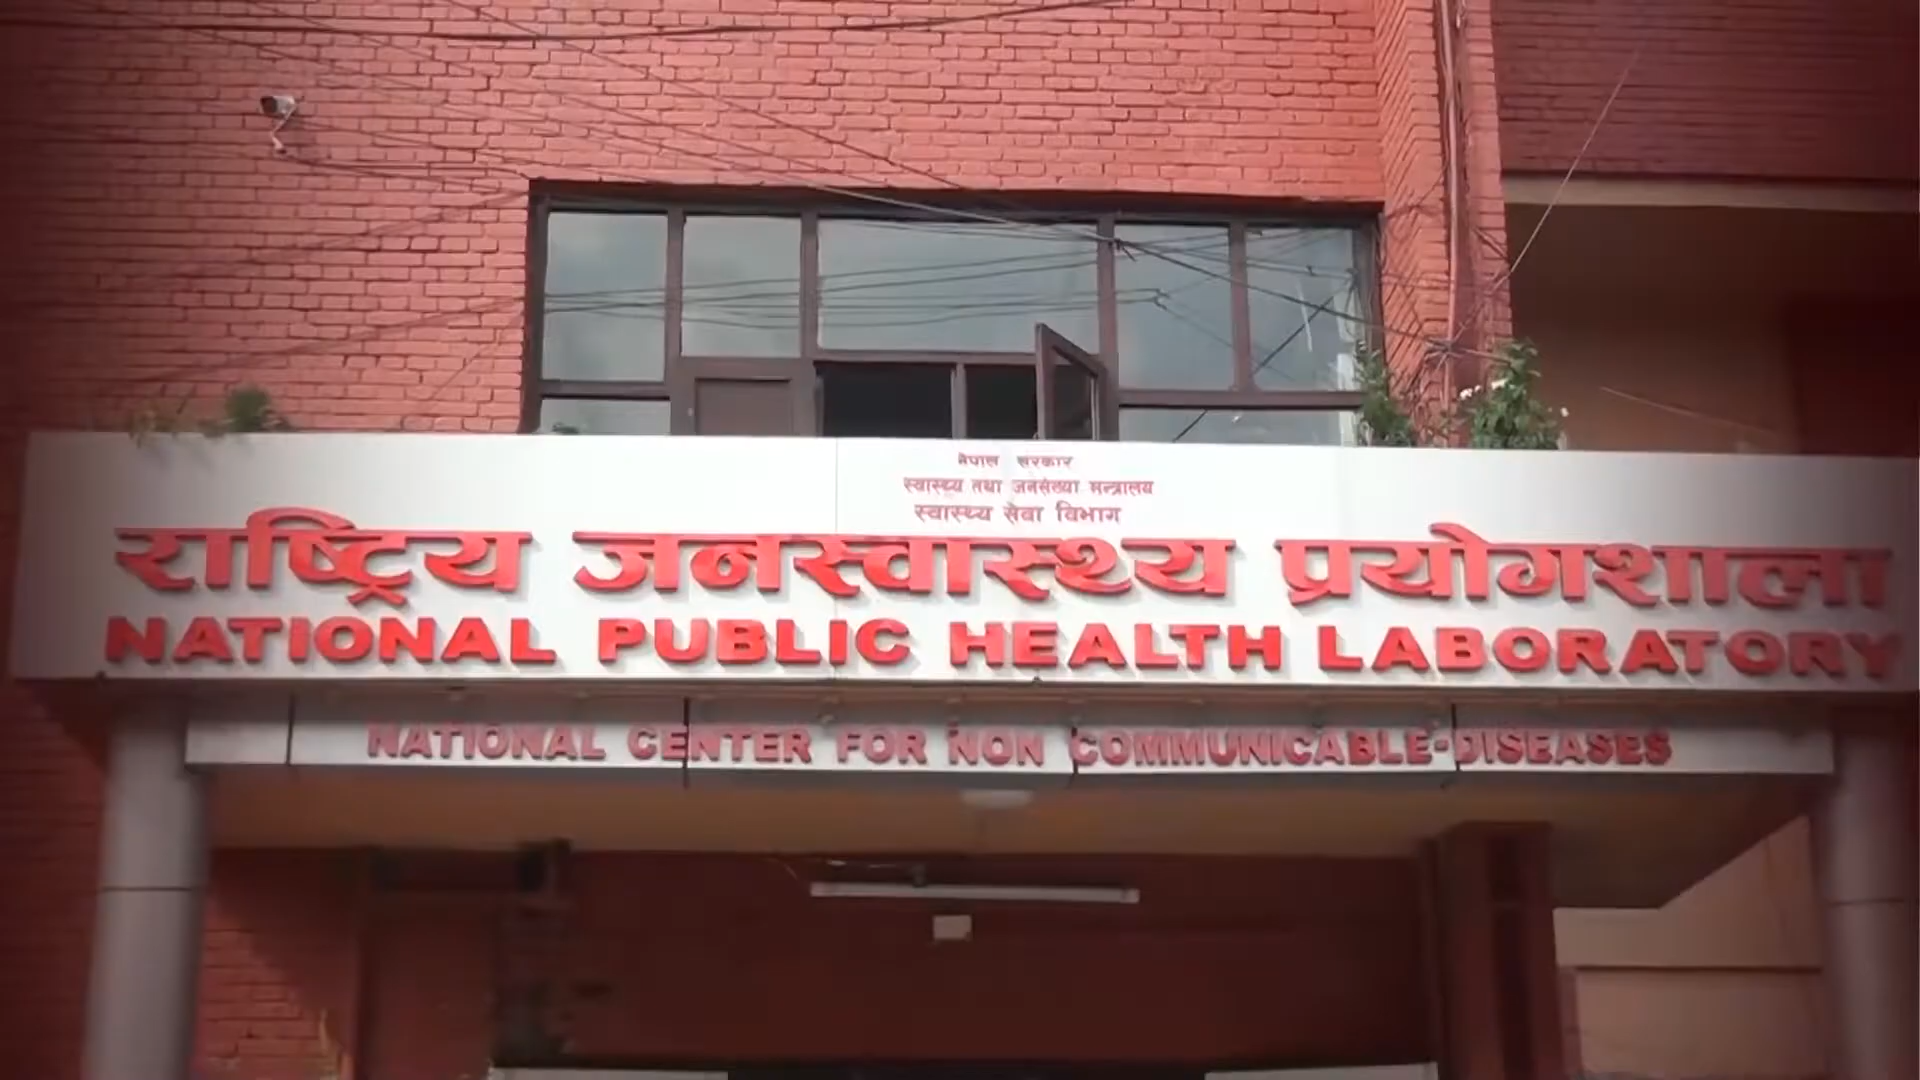 नेपाल सरकार
स्वास्थ्य तथा जनसंख्या मन्त्रालय
स्वास्थ्य सेवा विभाग
राष्ट्रिय जनस्वास्थ्य प्रयोगशाला
NATIONAL PUBLIC HEALTH LABORATORY
NATIONAL CENTER FOR NON COMMUNICABLE-DISEASES